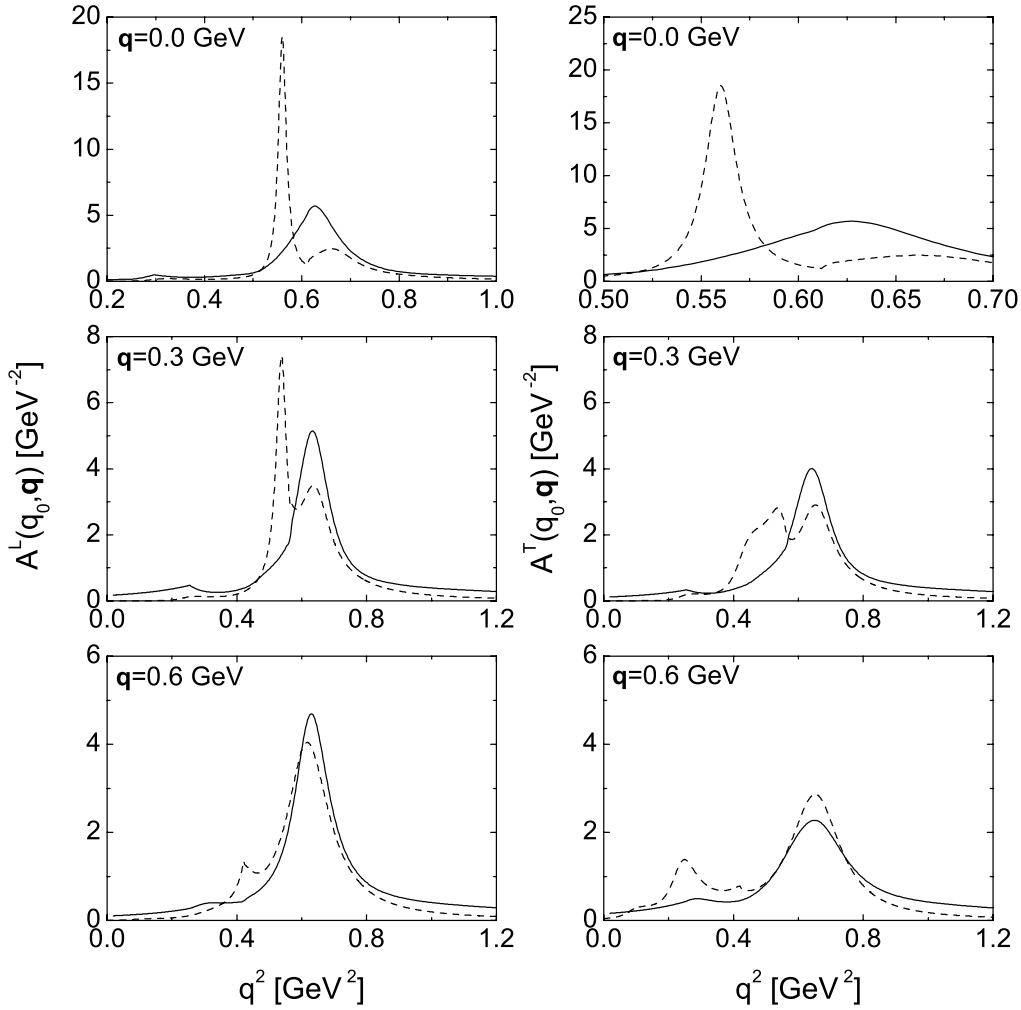 q=0.0 GeV
20
15
10
5
0
0.2 0.4 0.6 0.8 1.0
q=0.0 GeV
25
20
15
10
5
0
0.50 0.55 0.60 0.65 0.70
A^L(q_0,q) [GeV^-2]
q=0.3 GeV
8
6
4
2
0
0.0 0.4 0.8 1.2
A^T(q_0,q) [GeV^-2]
q=0.3 GeV
8
6
4
2
0
0.0 0.4 0.8 1.2
q=0.6 GeV
6
4
2
0
0.0 0.4 0.8 1.2
q^2 [GeV^2]
q=0.6 GeV
6
4
2
0
0.0 0.4 0.8 1.2
q^2 [GeV^2]